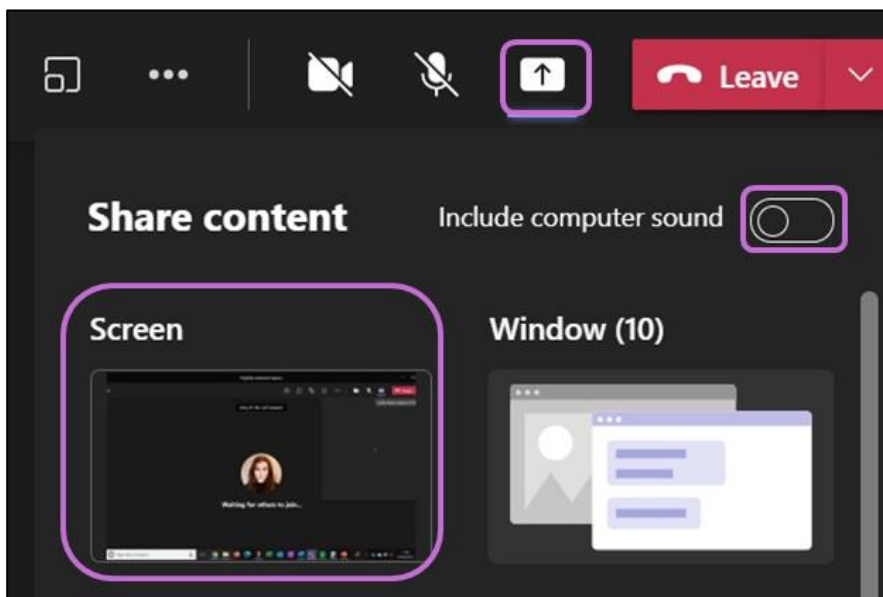 Leave
Share content
Include computer sound
Screen
Window (10)
Waiting for others to join...